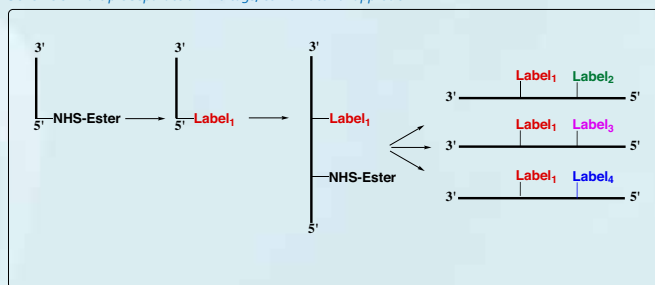 3'
5'
NHS-Ester
3'
5'
Label1
3'
Label1
NHS-Ester
5'
Label1 Label2
3' 5'
Label1 Label3
3' 5'
Label1 Label4
3' 5'